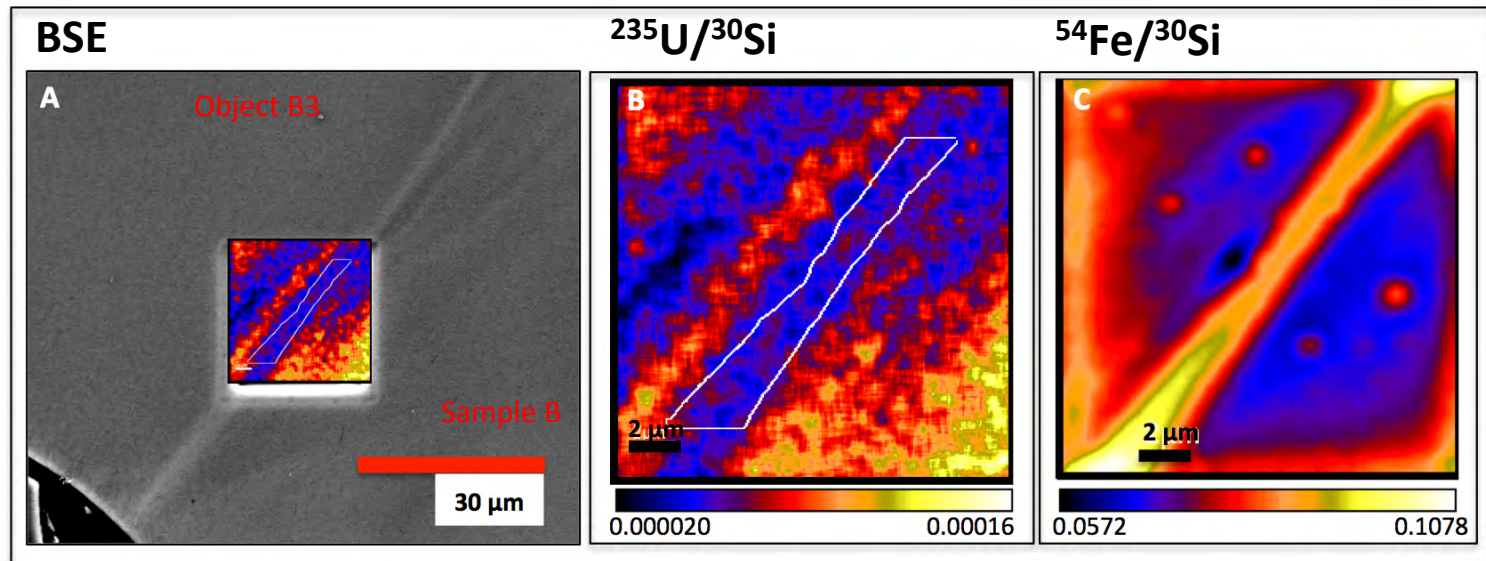 BSE
²³⁵U/³⁰Si
⁵⁴Fe/³⁰Si
A
Object B3
Sample B
30 µm
B
2 µm
0.000020
0.00016
C
2 µm
0.0572
0.1078